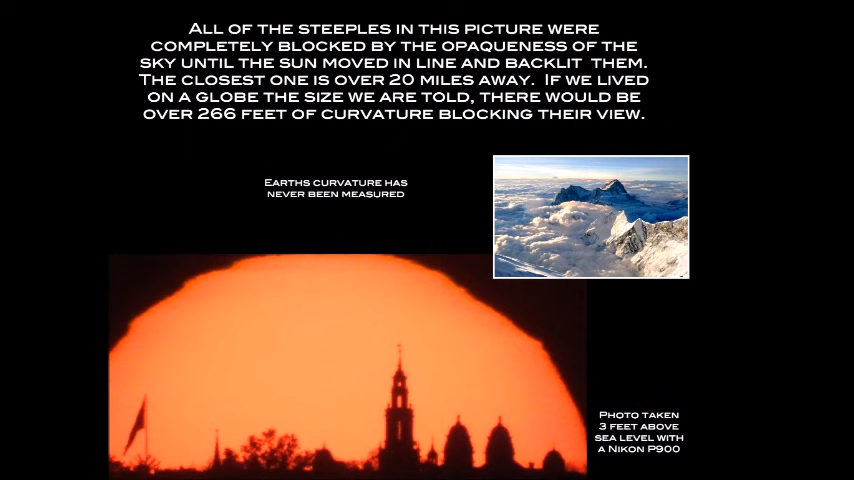 ALL OF THE STEEPLES IN THIS PICTURE WERE
COMPLETELY BLOCKED BY THE OPAQUENESS OF THE
SKY UNTIL THE SUN MOVED IN LINE AND BACKLIT THEM.
THE CLOSEST ONE IS OVER 20 MILES AWAY. IF WE LIVED
ON A GLOBE THE SIZE WE ARE TOLD, THERE WOULD BE
OVER 266 FEET OF CURVATURE BLOCKING THEIR VIEW.
EARTHS CURVATURE HAS
NEVER BEEN MEASURED
PHOTO TAKEN
3 FEET ABOVE
SEA LEVEL WITH
A NIKON P900